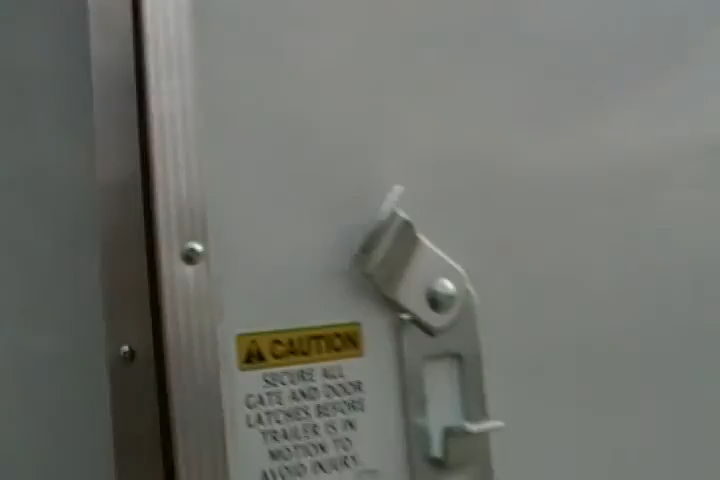 CAUTION
SECURE ALL
GATE AND DOOR
LATCHES BEFORE
TRAILER IS IN
MOTION TO
AVOID INJURY.